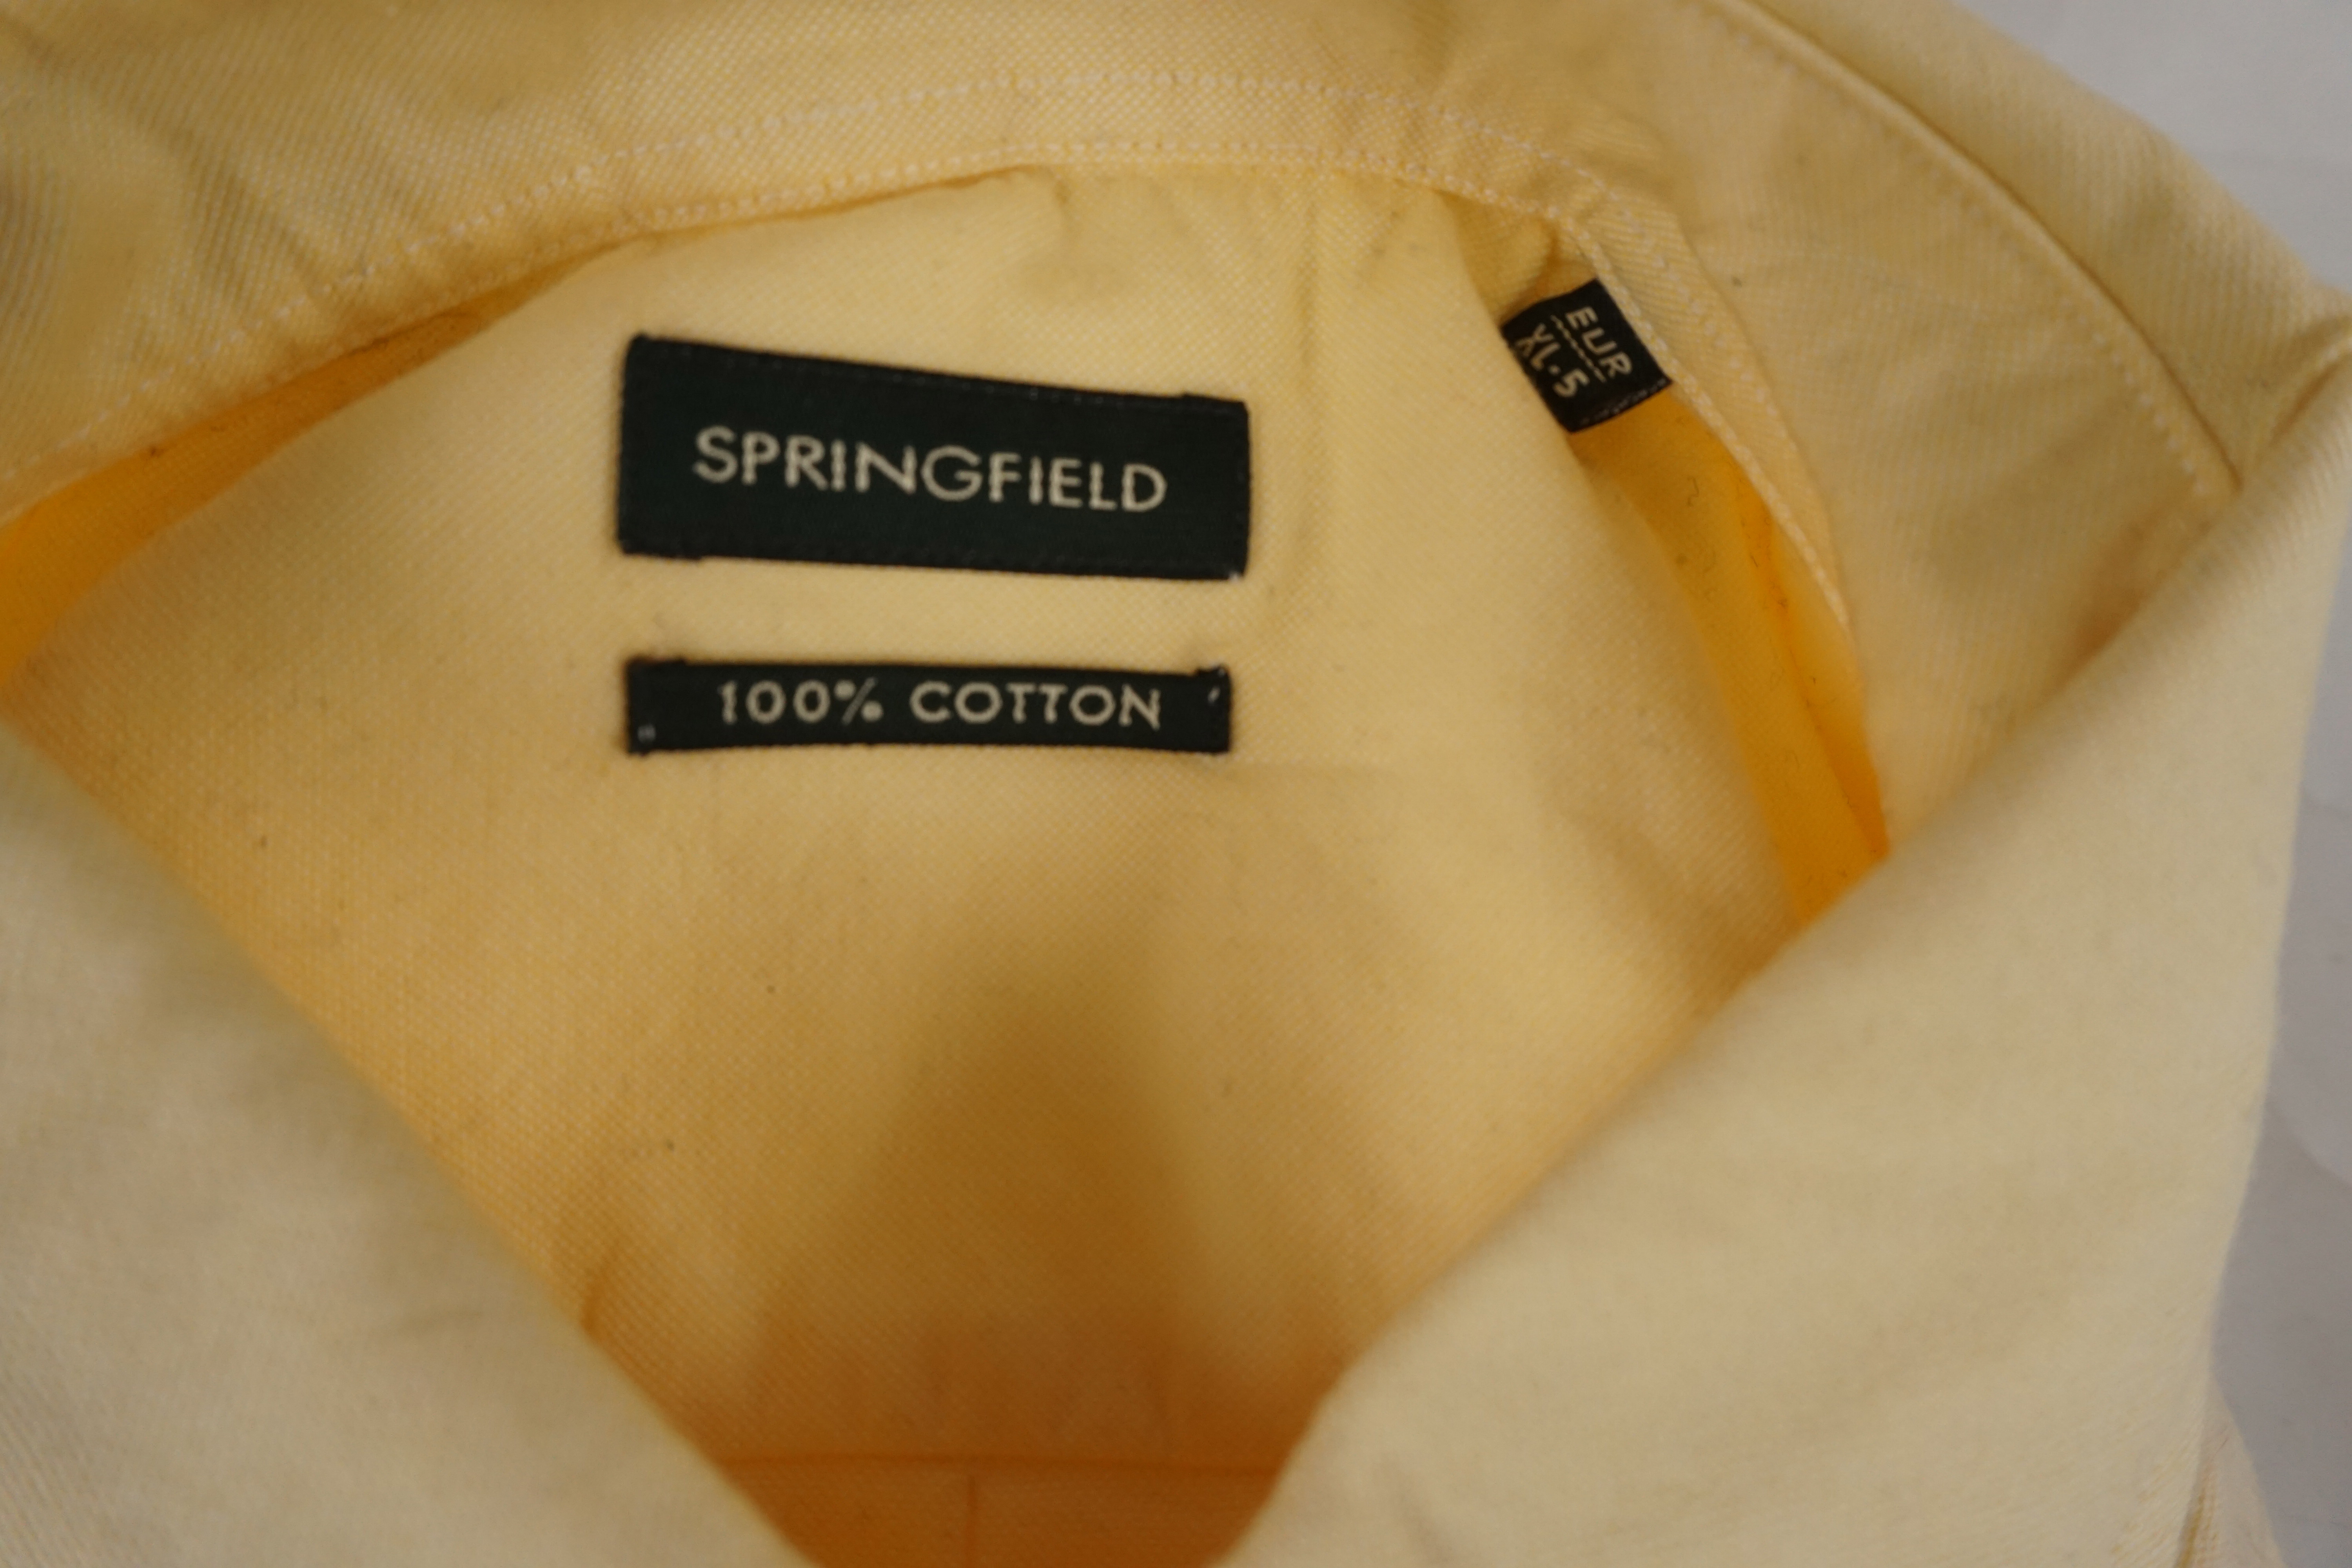 SPRINGFIELD
100% COTTON
EUR
XL·5